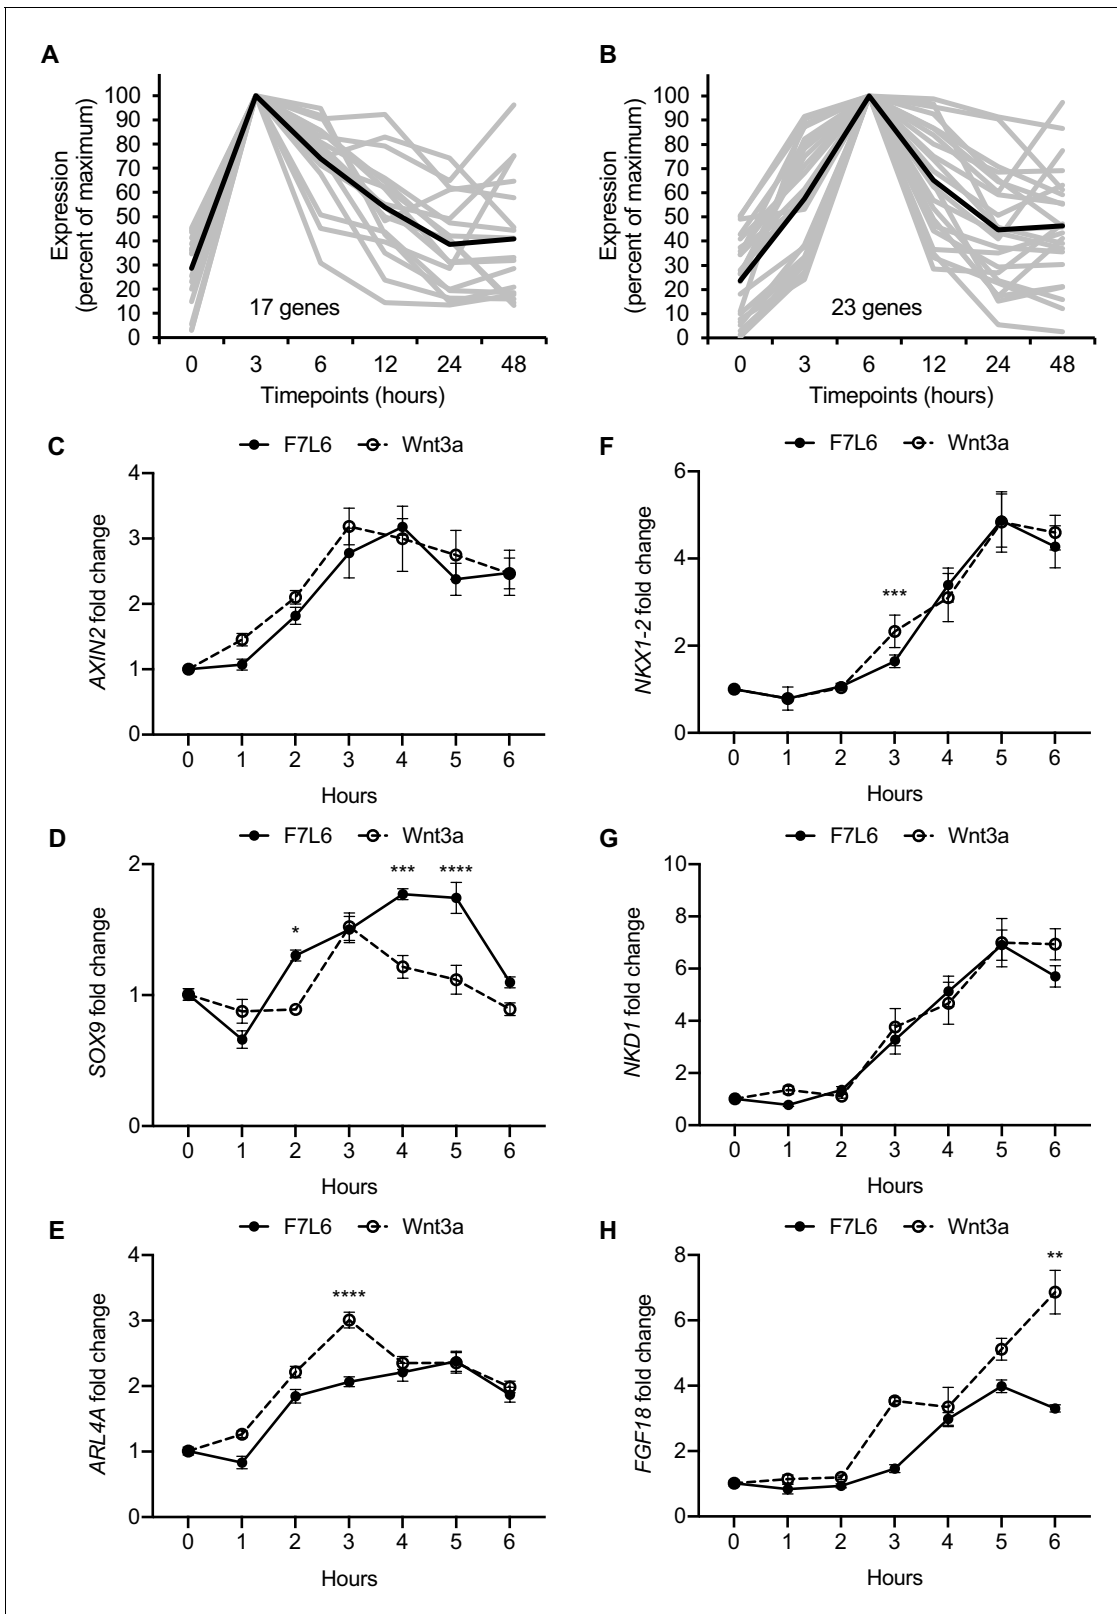 A
Expression
(percent of maximum)
100
90
80
70
60
50
40
30
20
10
0
17 genes
0 3 6 12 24 48
Timepoints (hours)
B
Expression
(percent of maximum)
100
90
80
70
60
50
40
30
20
10
0
23 genes
0 3 6 12 24 48
Timepoints (hours)
C
F7L6 Wnt3a
AXIN2 fold change
4
3
2
1
0
0 1 2 3 4 5 6
Hours
F
F7L6 Wnt3a
NKX1-2 fold change
6
4
2
0
***
0 1 2 3 4 5 6
Hours
D
F7L6 Wnt3a
SOX9 fold change
2
1
0
* *** ****
0 1 2 3 4 5 6
Hours
G
F7L6 Wnt3a
NKD1 fold change
10
8
6
4
2
0
0 1 2 3 4 5 6
Hours
E
F7L6 Wnt3a
ARL4A fold change
4
3
2
1
0
****
0 1 2 3 4 5 6
Hours
H
F7L6 Wnt3a
FGF18 fold change
8
6
4
2
0
**
0 1 2 3 4 5 6
Hours